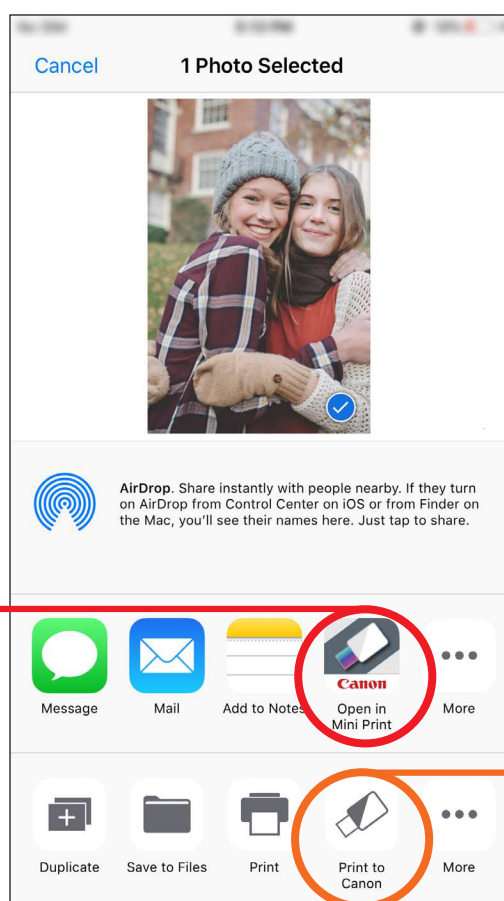 Cancel 1 Photo Selected
AirDrop. Share instantly with people nearby. If they turn
on AirDrop from Control Center on iOS or from Finder on
the Mac, you’ll see their names here. Just tap to share.
Canon
Message Mail Add to Notes Open in More
Mini Print
Duplicate Save to Files Print Print to More
Canon